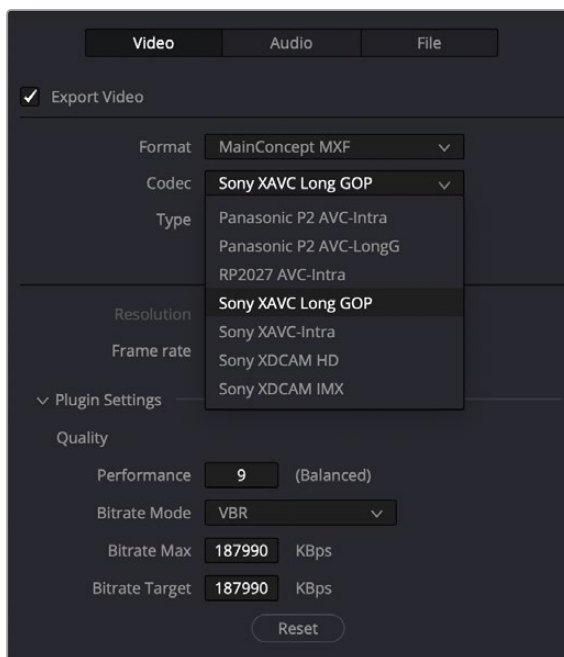 Video Audio File
Export Video
Format MainConcept MXF
Codec Sony XAVC Long GOP
Type
Panasonic P2 AVC-Intra
Panasonic P2 AVC-LongG
RP2027 AVC-Intra
Sony XAVC Long GOP
Resolution
Sony XAVC-Intra
Frame rate
Sony XDCAM HD
Sony XDCAM IMX
Plugin Settings
Quality
Performance 9 (Balanced)
Bitrate Mode VBR
Bitrate Max 187990 KBps
Bitrate Target 187990 KBps
Reset